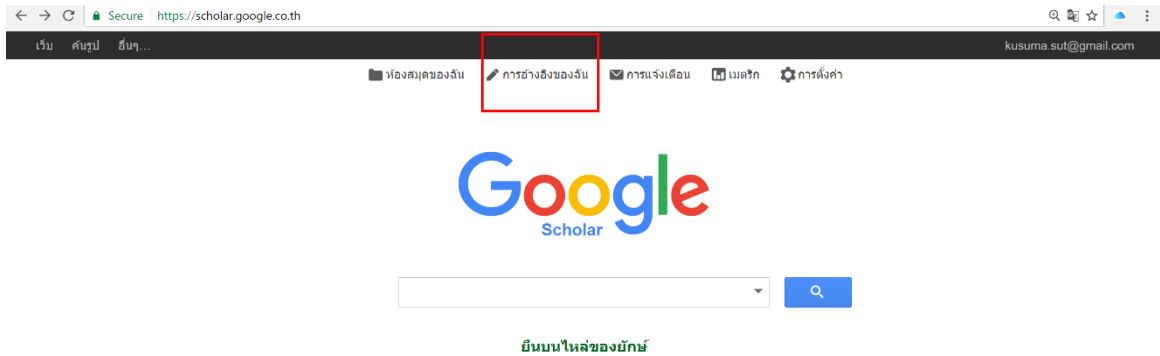 Secure https://scholar.google.co.th
เว็บ ค้นรูป อื่นๆ... kusuma.sut@gmail.com
ห้องสมุดของฉัน การอ้างอิงของฉัน การแจ้งเตือน เมตริก การตั้งค่า
Google
Scholar
ยืนบนไหล่ของยักษ์